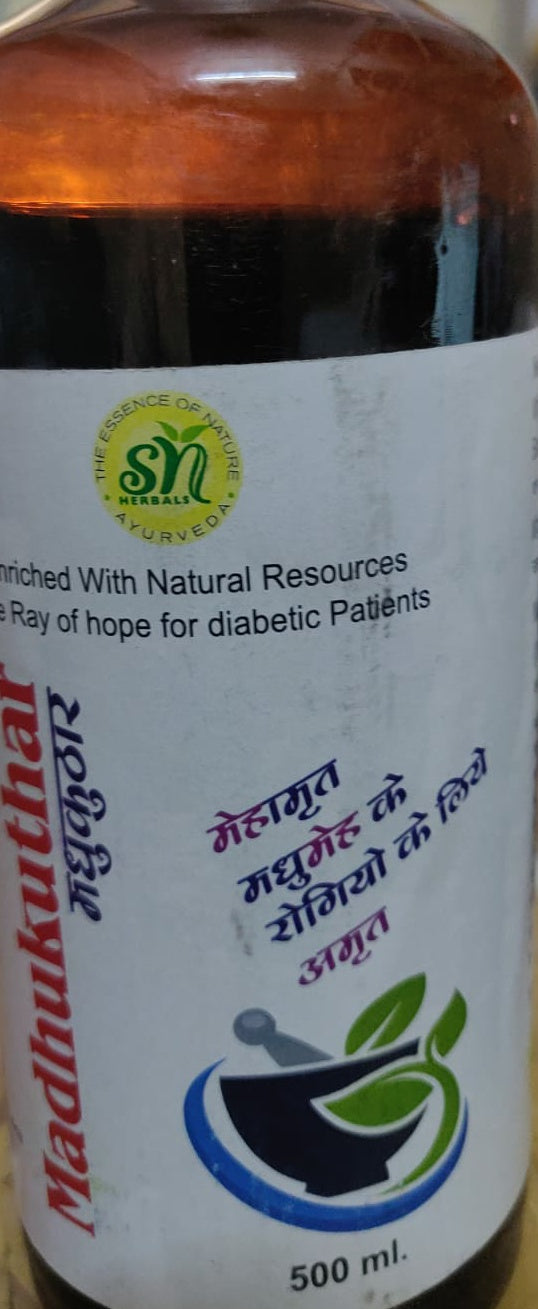 THE ESSENCE OF NATURE
sn
HERBALS
AYURVEDA
nriched With Natural Resources
e Ray of hope for diabetic Patients
Madhukuthar
मधुकुठार
मेहामृत
मधुमेह के
रोगियो के लिये
अमृत
500 ml.